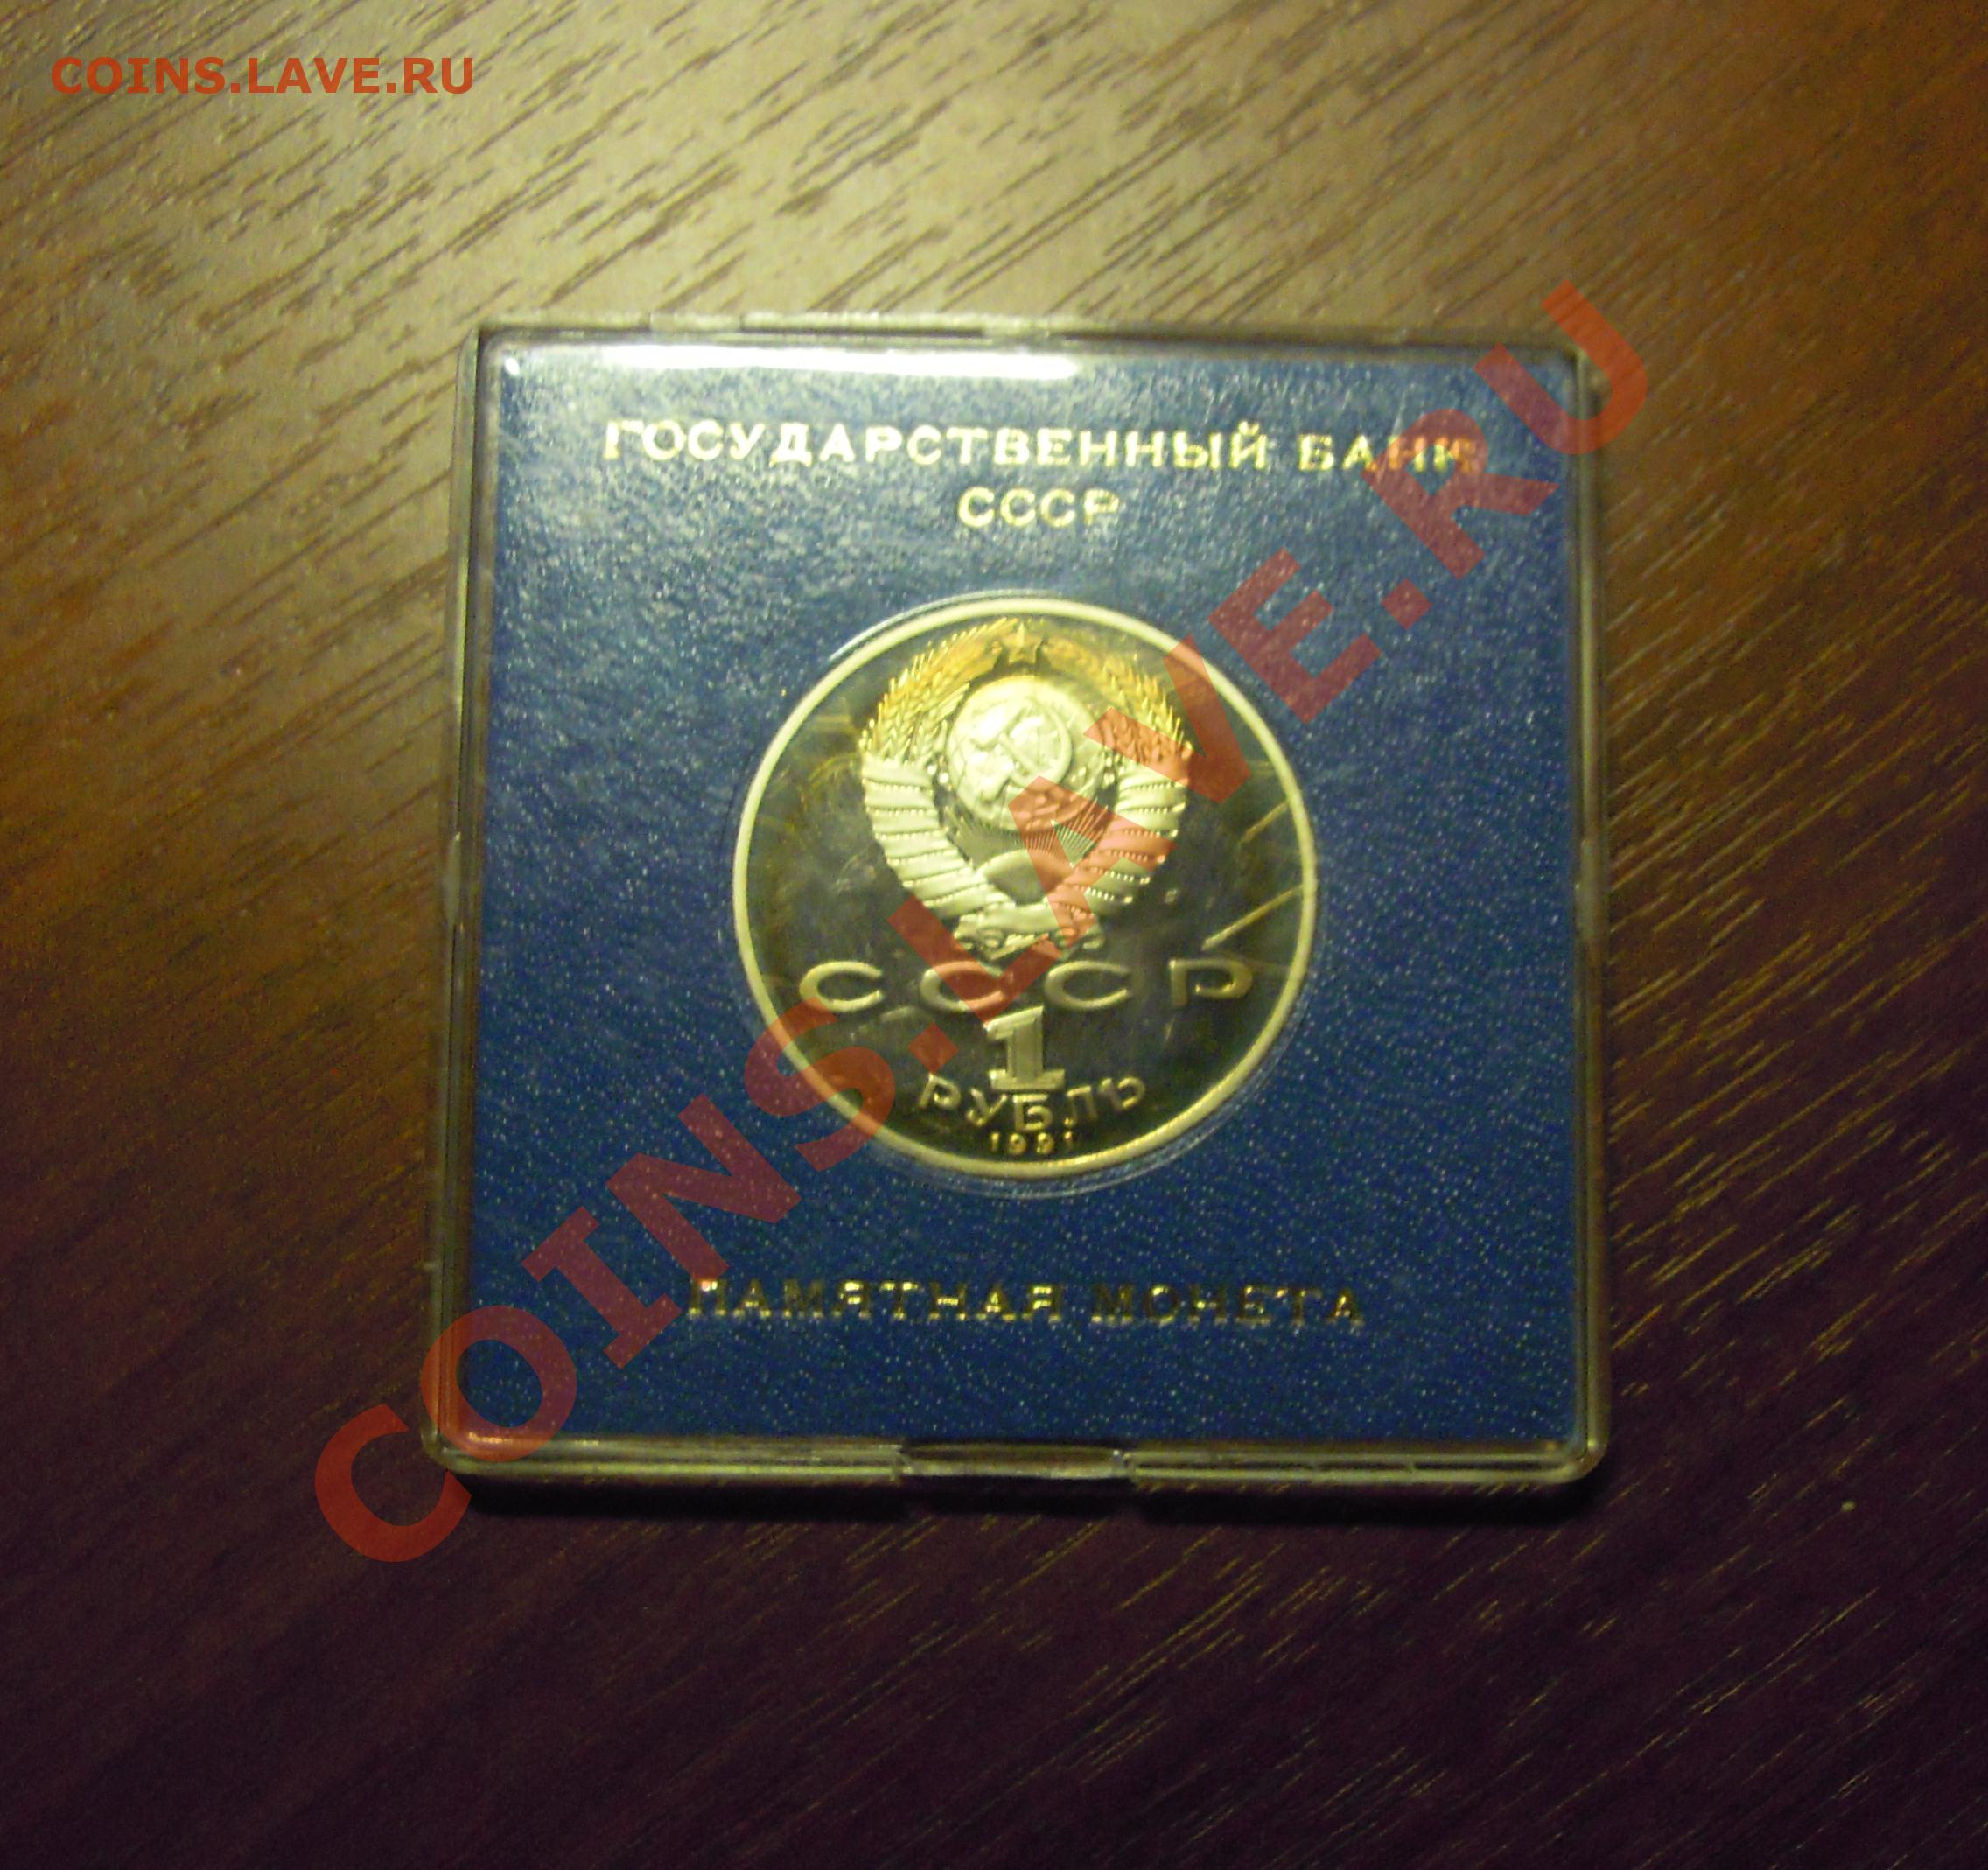 COINS.LAVE.RU
ГОСУДАРСТВЕННЫЙ БАНК
СССР
СССР
1
РУБЛЬ
1991
ПАМЯТНАЯ МОНЕТА
COINS.LAVE.RU